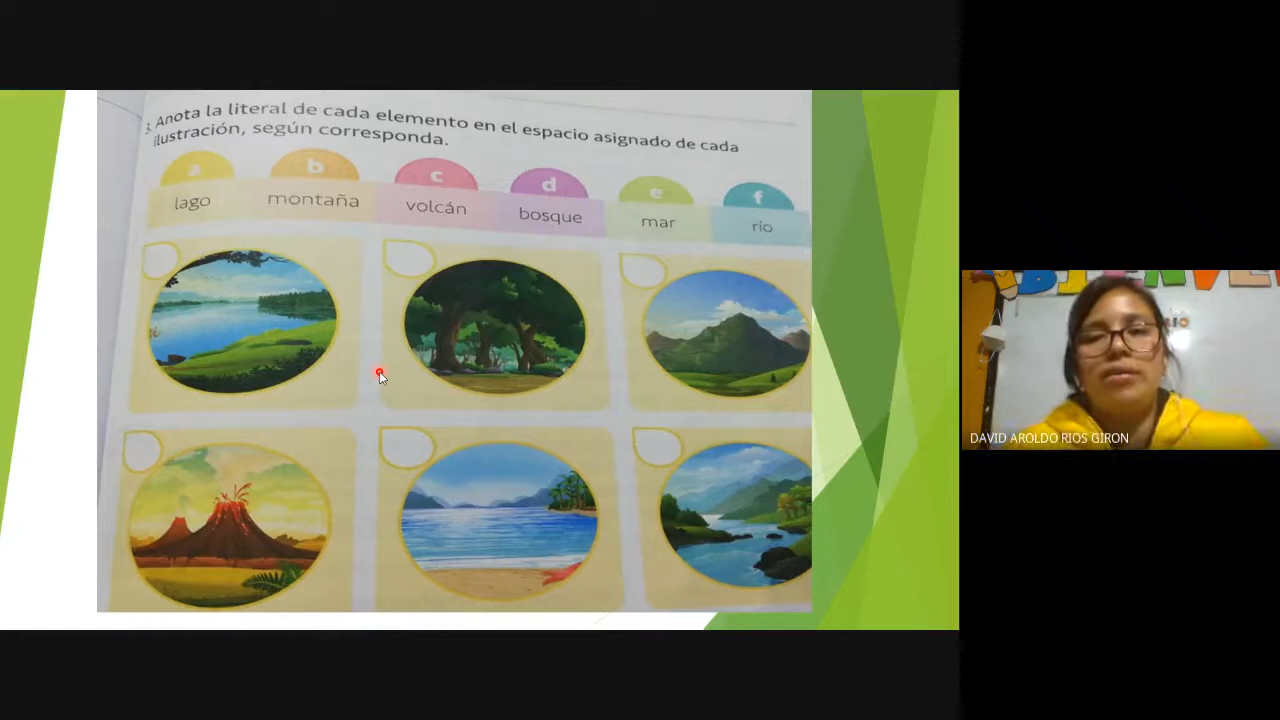 3. Anota la literal de cada elemento en el espacio asignado de cada
ilustración, según corresponda.
a b c d e f
lago montaña volcán bosque mar río
DAVID AROLDO RIOS GIRON